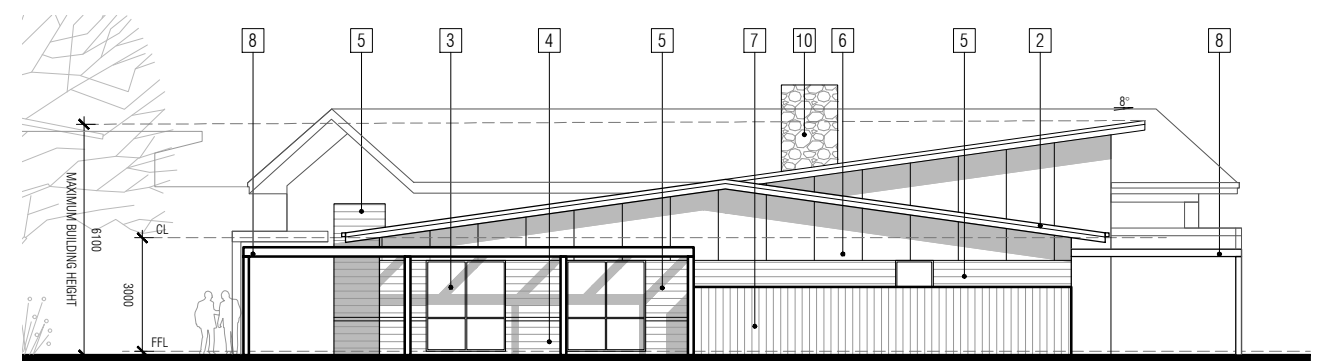 8 5 3 4 5 7 10 6 5 2 8
8°
MAXIMUM BUILDING HEIGHT
6100
CL
3000
FFL